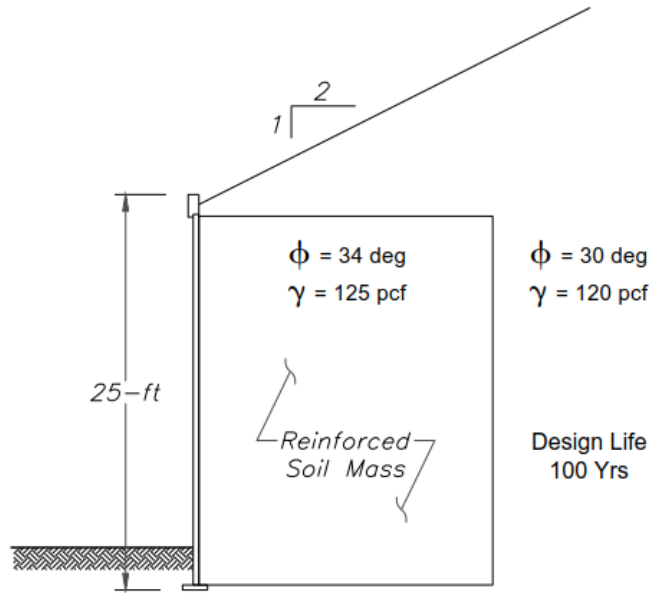 2
1
ϕ = 34 deg
γ = 125 pcf
ϕ = 30 deg
γ = 120 pcf
25-ft
Reinforced
Soil Mass
Design Life
100 Yrs